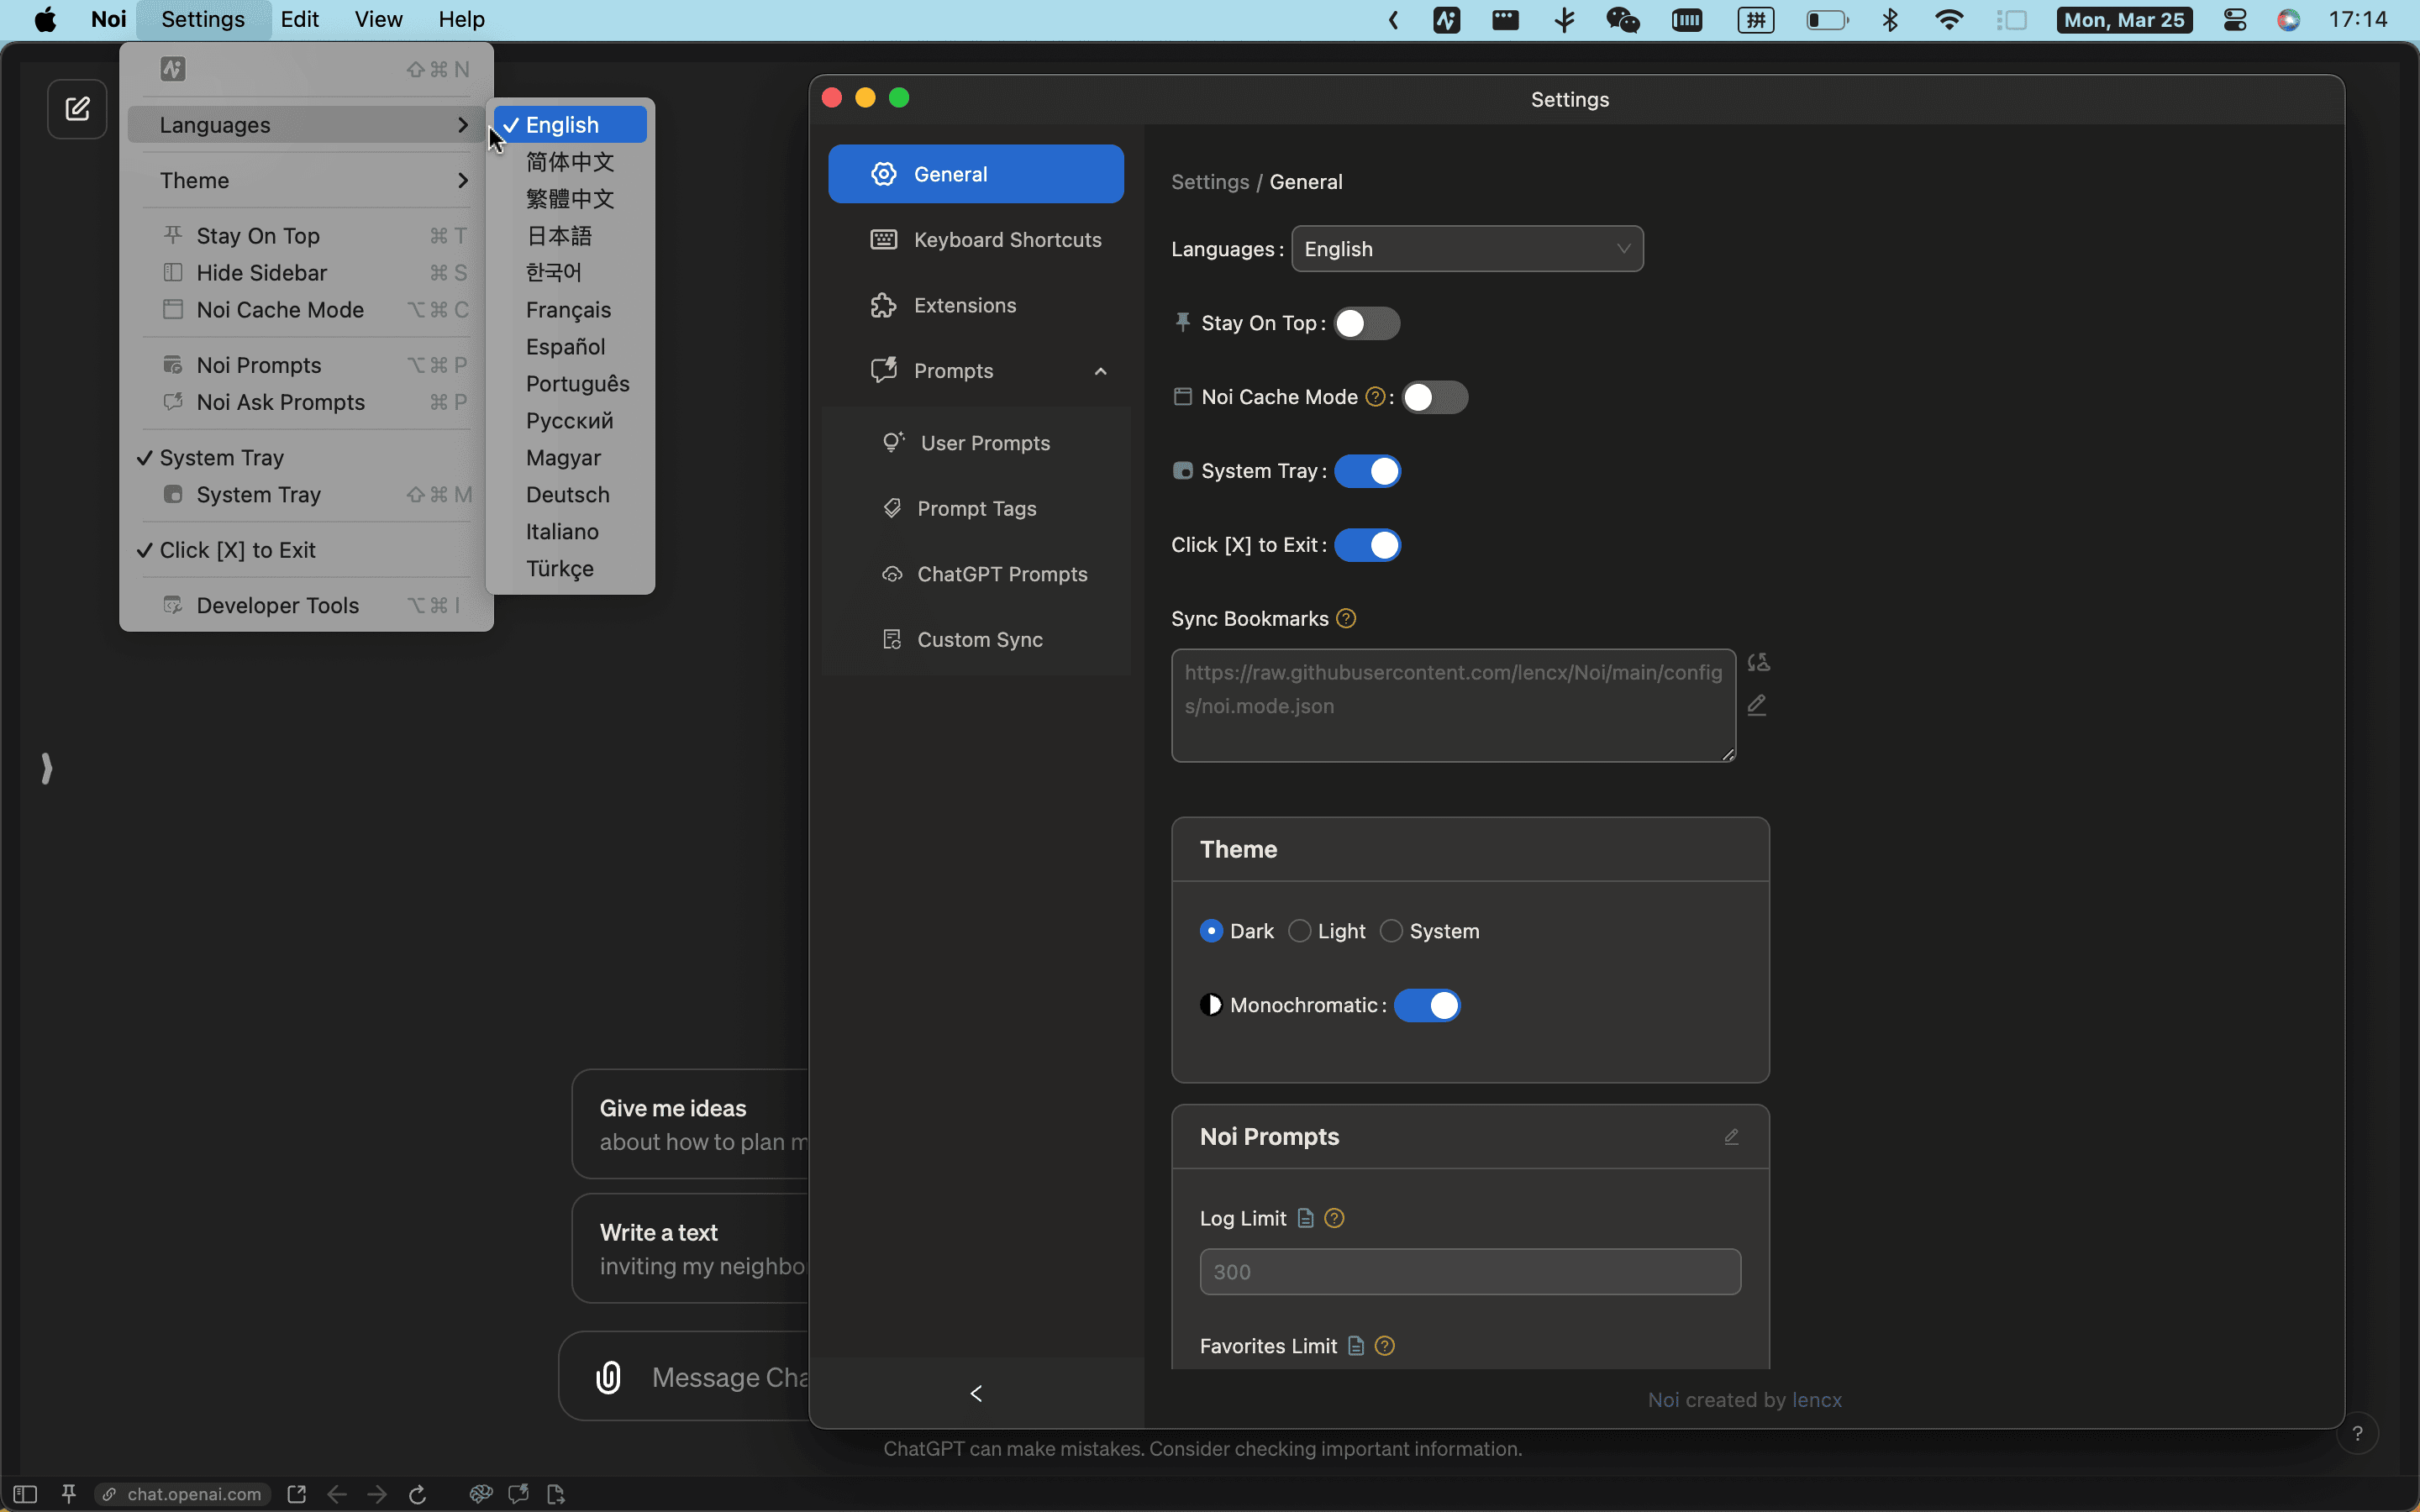 Noi Settings Edit View Help
拼 Mon, Mar 25 17:14
⇧⌘N
Languages
Theme
Stay On Top ⌘T
Hide Sidebar ⌘S
Noi Cache Mode ⌥⌘C
Noi Prompts ⌥⌘P
Noi Ask Prompts ⌘P
✓ System Tray
System Tray ⇧⌘M
✓ Click [X] to Exit
Developer Tools ⌥⌘I
✓ English
简体中文
繁體中文
日本語
한국어
Français
Español
Português
Русский
Magyar
Deutsch
Italiano
Türkçe
Settings
General
Keyboard Shortcuts
Extensions
Prompts
User Prompts
Prompt Tags
ChatGPT Prompts
Custom Sync
Settings / General
Languages: English
Stay On Top:
Noi Cache Mode ?:
System Tray:
Click [X] to Exit:
Sync Bookmarks ?
https://raw.githubusercontent.com/lencx/Noi/main/config
s/noi.mode.json
Theme
Dark Light System
Monochromatic:
Noi Prompts
Log Limit ?
300
Favorites Limit ?
Noi created by lencx
Give me ideas
about how to plan m
Write a text
inviting my neighbo
Message Cha
ChatGPT can make mistakes. Consider checking important information.
?
chat.openai.com